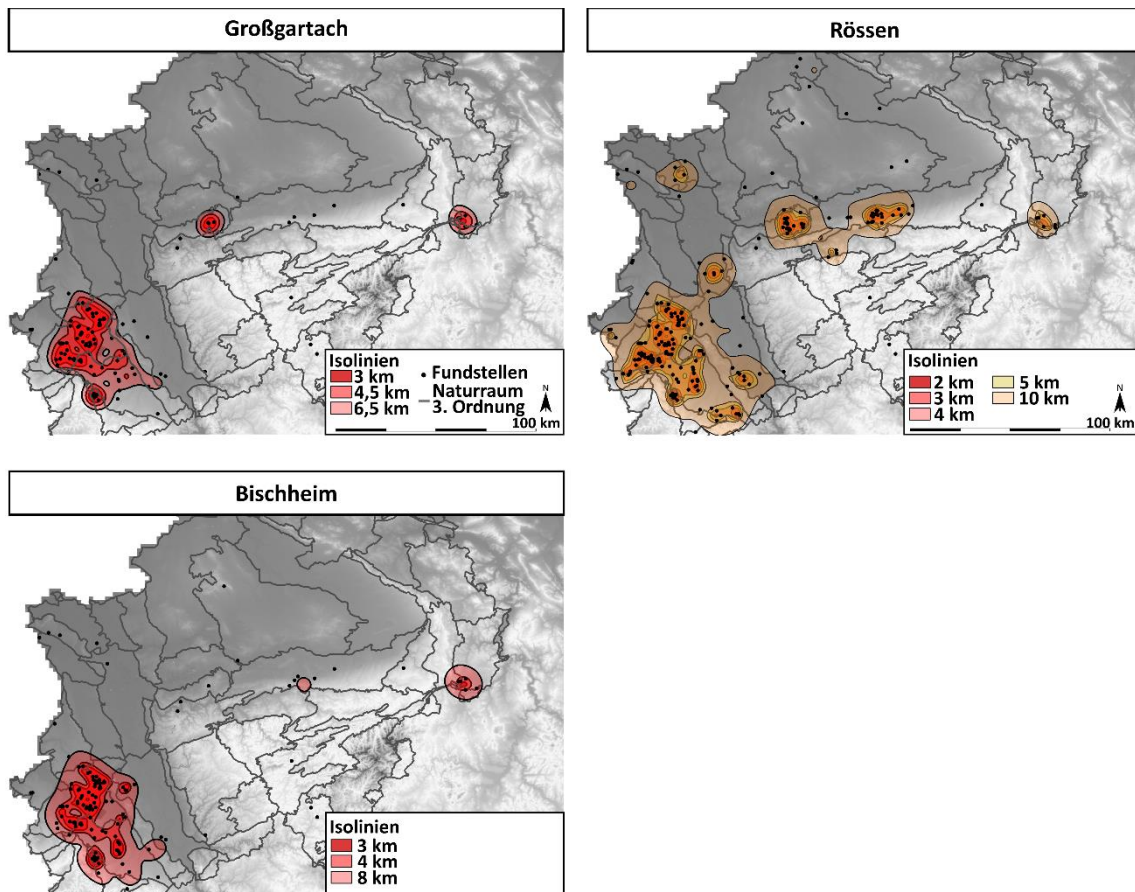 Großgartach
Isolinien
3 km
4,5 km
6,5 km
Fundstellen
Naturraum
3. Ordnung
N
100 km
Rössen
Isolinien
2 km
3 km
4 km
5 km
10 km
N
100 km
Bischheim
Isolinien
3 km
4 km
8 km